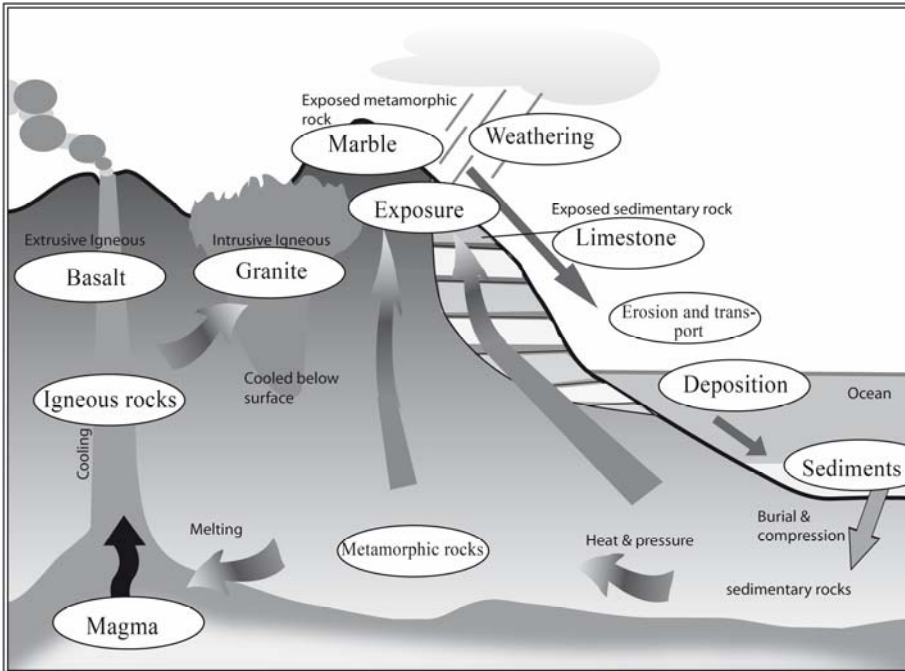 Exposed metamorphic
rock
Marble
Weathering
Exposure
Exposed sedimentary rock
Limestone
Extrusive Igneous
Basalt
Intrusive Igneous
Granite
Erosion and trans-
port
Cooled below
surface
Deposition
Ocean
Igneous rocks
Cooling
Sediments
Melting
Metamorphic rocks
Heat & pressure
Burial &
compression
sedimentary rocks
Magma